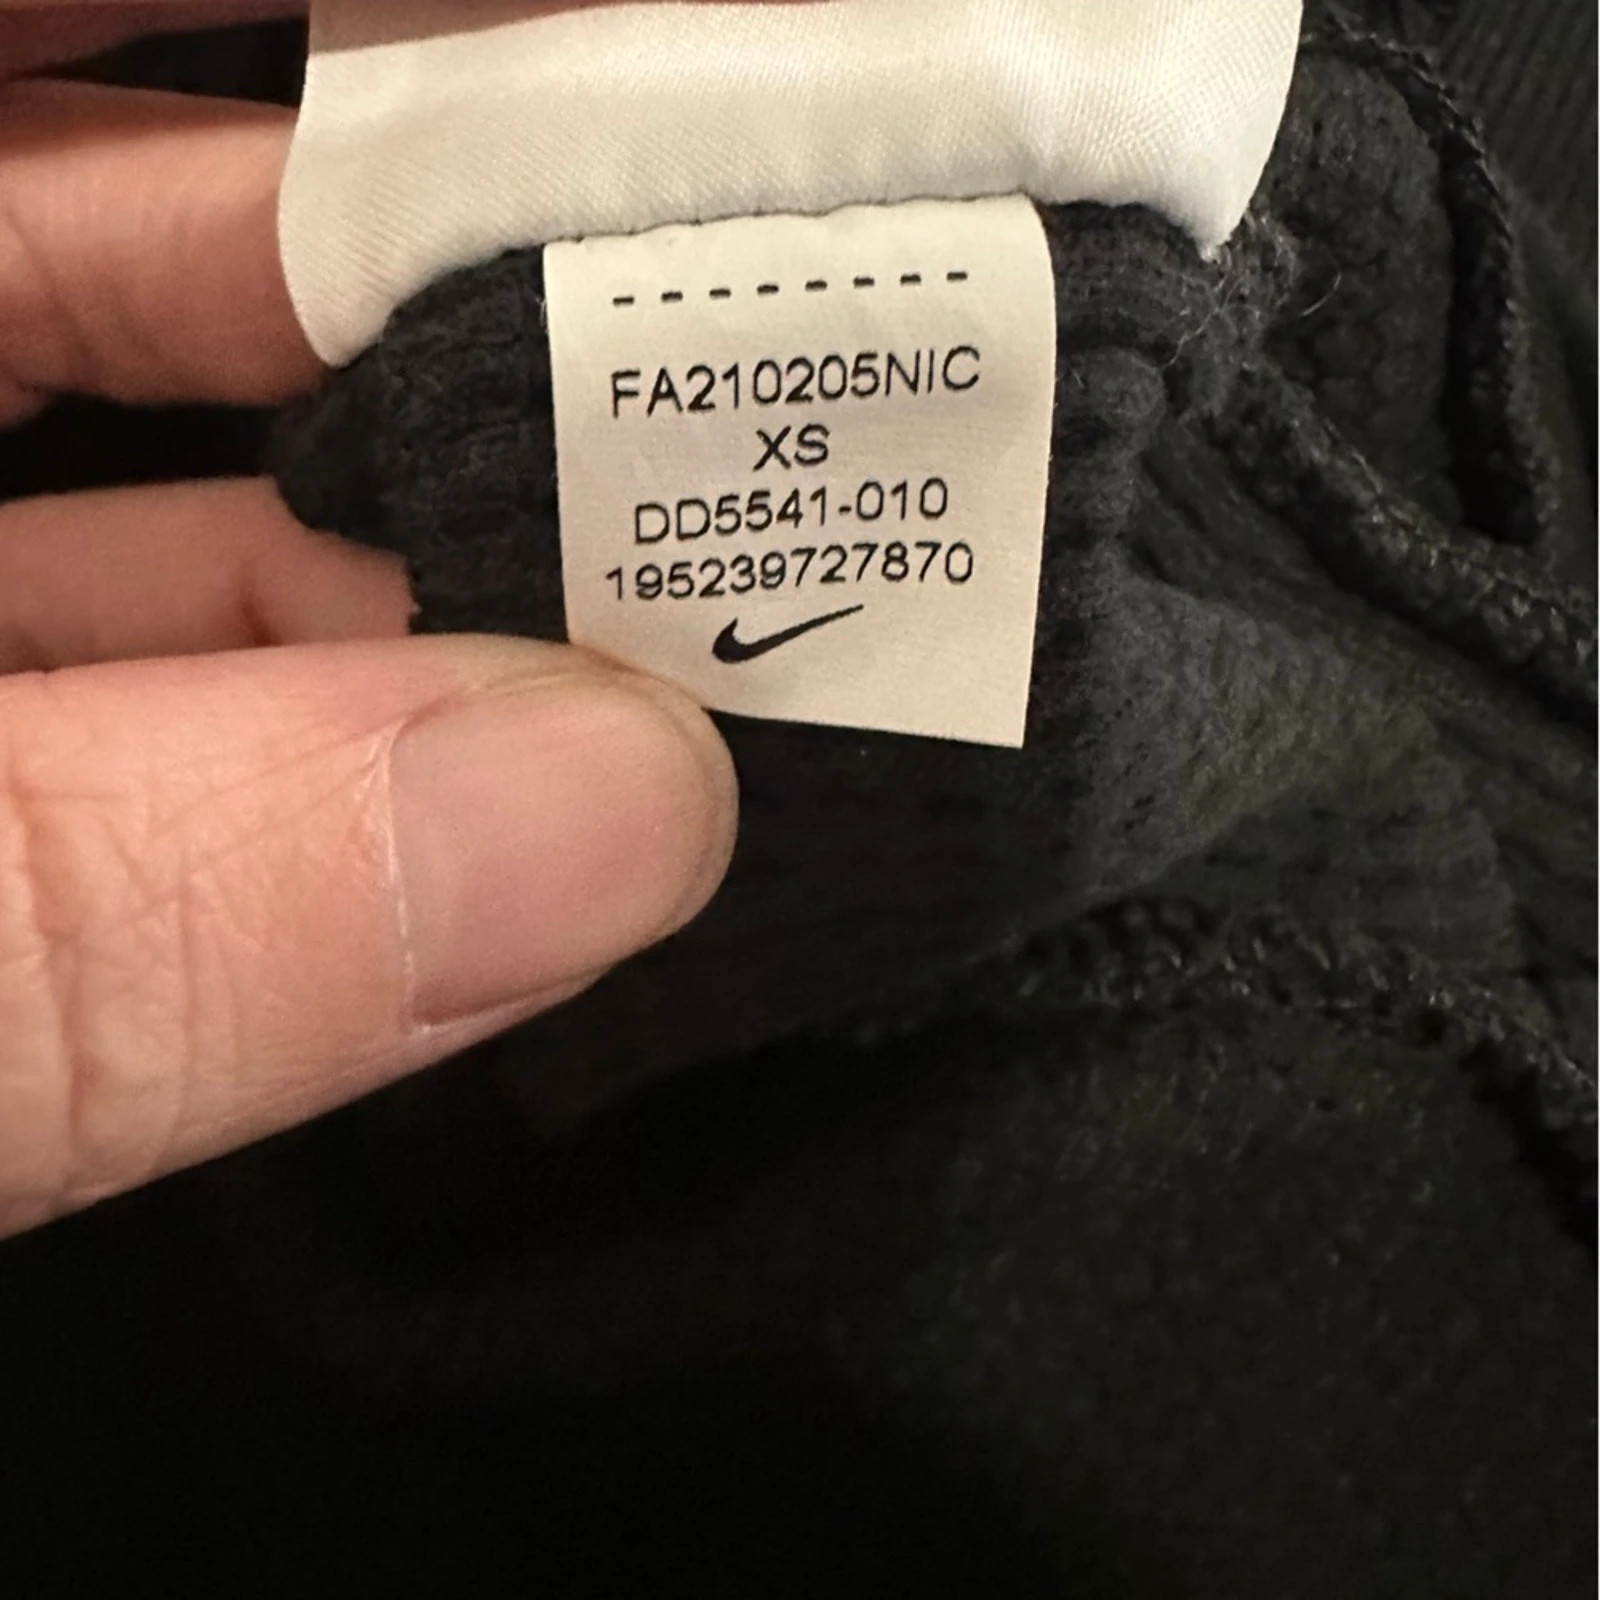 --------
FA210205NIC
XS
DD5541-010
195239727870